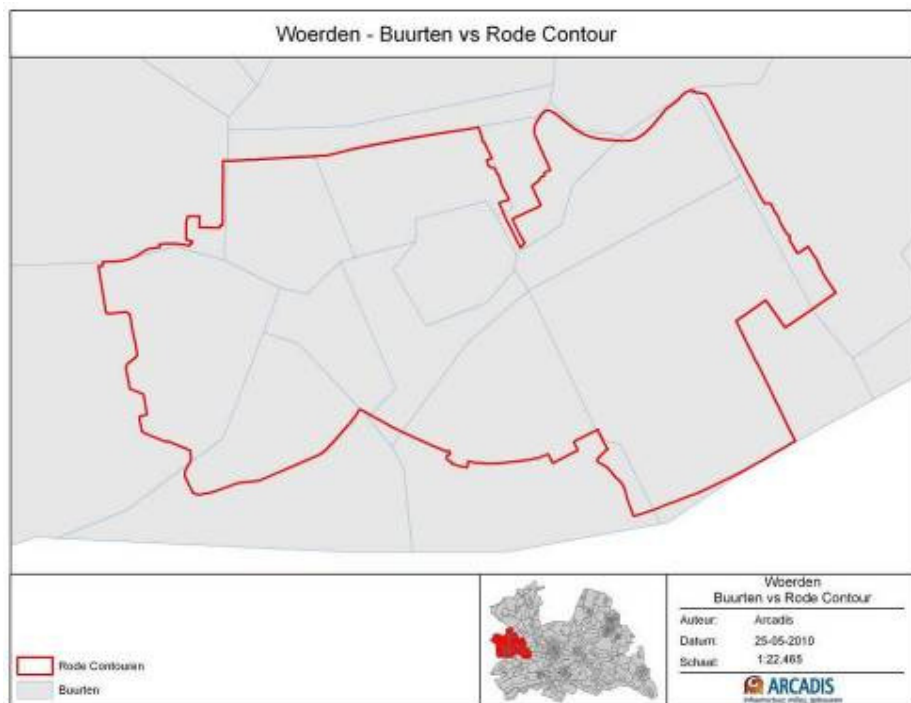 Woerden - Buurten vs Rode Contour
Rode Contouren
Buurten
Woerden
Buurten vs Rode Contour
Auteur: Arcadis
Datum: 25-05-2010
Schaal: 1:22.465
ARCADIS